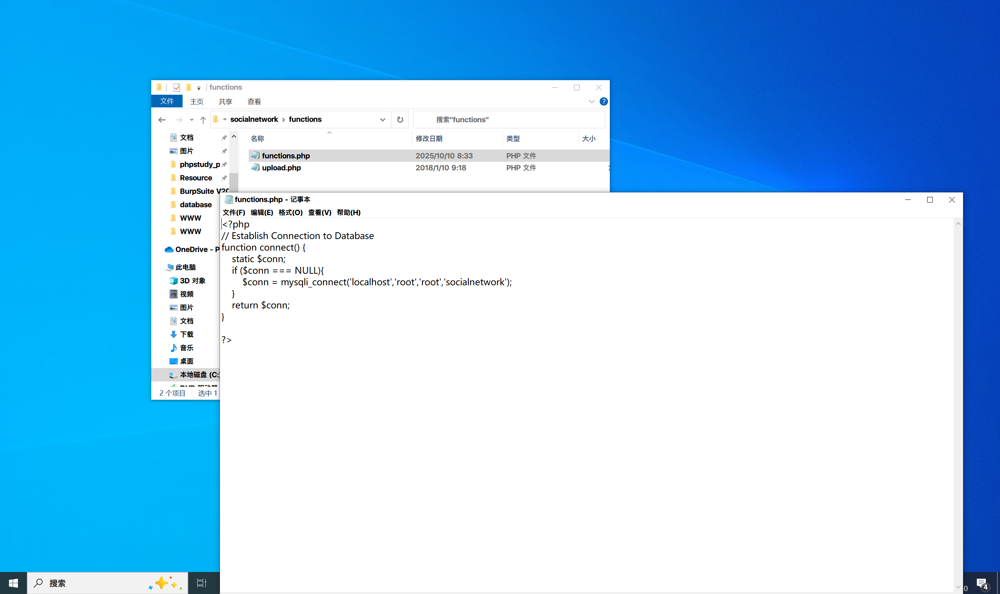 functions
文件 主页 共享 查看
« socialnetwork › functions
搜索"functions"
名称 修改日期 类型 大小
functions.php 2025/10/10 8:33 PHP 文件
upload.php 2018/1/10 9:18 PHP 文件
文档
图片
phpstudy_p
Resource
BurpSuite V20
database
WWW
WWW
OneDrive - P
此电脑
3D 对象
视频
图片
文档
下载
音乐
桌面
本地磁盘 (C:)
2 个项目 选中 1
functions.php - 记事本
文件(F) 编辑(E) 格式(O) 查看(V) 帮助(H)
<?php
// Establish Connection to Database
function connect() {
    static $conn;
    if ($conn === NULL){
        $conn = mysqli_connect('localhost','root','root','socialnetwork');
    }
    return $conn;
}
?>
搜索
0
4